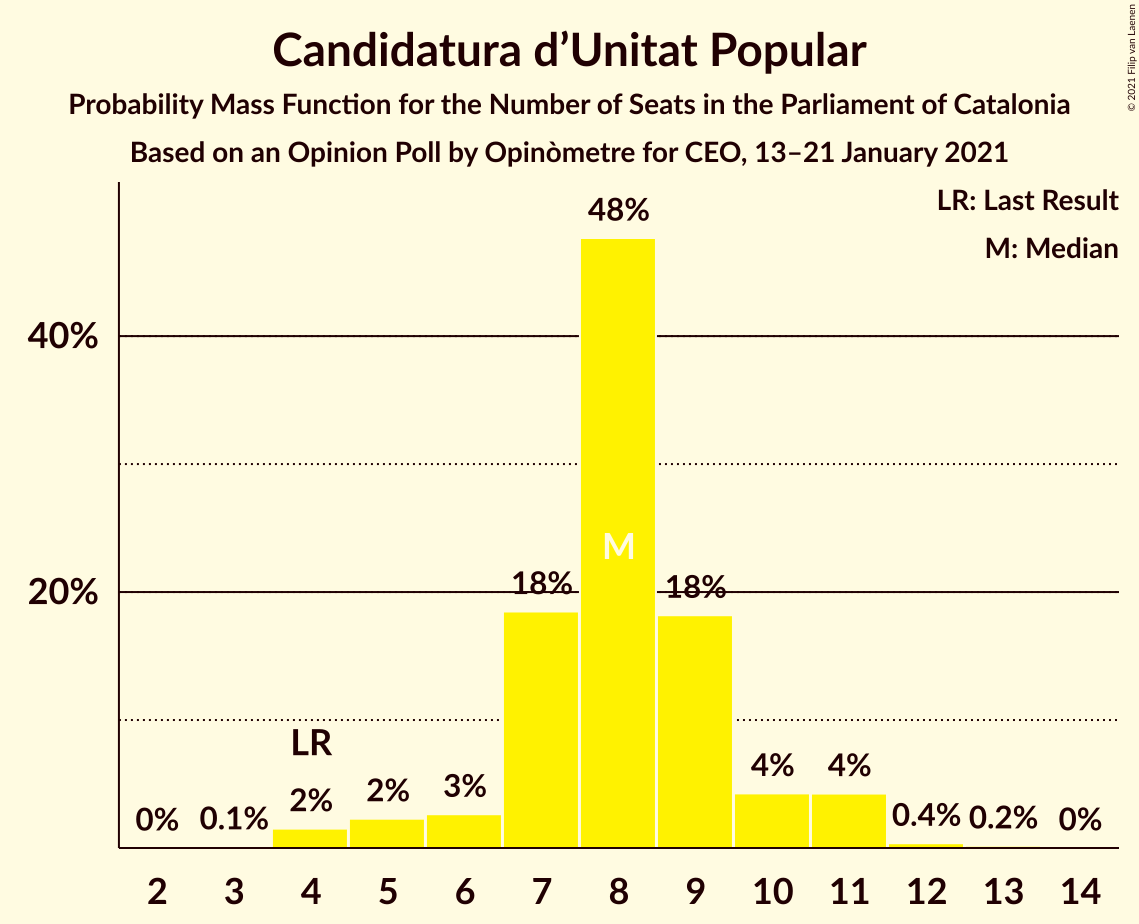 Candidatura d’Unitat Popular
Probability Mass Function for the Number of Seats in the Parliament of Catalonia
Based on an Opinion Poll by Opinòmetre for CEO, 13–21 January 2021
© 2021 Filip van Laenen
LR: Last Result
M: Median
40%
20%
0%
0.1%
LR
2%
2%
3%
18%
48%
M
18%
4%
4%
0.4%
0.2%
0%
2 3 4 5 6 7 8 9 10 11 12 13 14